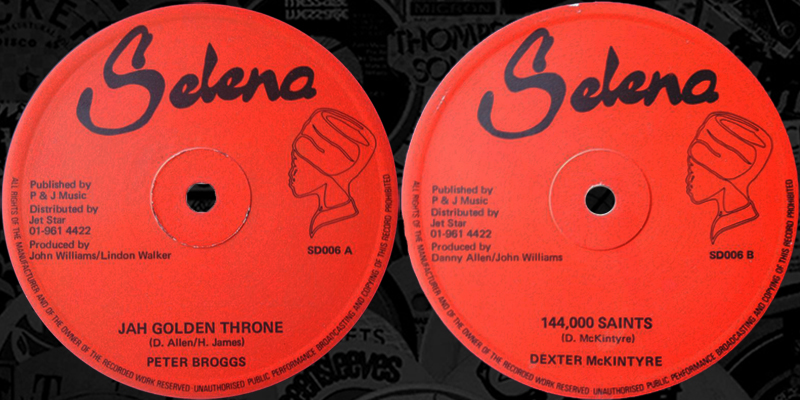 Selena
Published by
P & J Music
Distributed by
Jet Star
01-961 4422
Produced by
John Williams/Lindon Walker
SD006 A
JAH GOLDEN THRONE
(D. Allen/H. James)
PETER BROGGS
ALL RIGHTS OF THE MANUFACTURER AND OF THE OWNER OF THE RECORDED WORK RESERVED · UNAUTHORISED PUBLIC PERFORMANCE BROADCASTING AND COPYING OF THIS RECORD PROHIBITED
Selena
Published by
P & J Music
Distributed by
Jet Star
01-961 4422
Produced by
Danny Allen/John Williams
SD006 B
144,000 SAINTS
(D. McKintyre)
DEXTER McKINTYRE
ALL RIGHTS OF THE MANUFACTURER AND OF THE OWNER OF THE RECORDED WORK RESERVED · UNAUTHORISED PUBLIC PERFORMANCE BROADCASTING AND COPYING OF THIS RECORD PROHIBITED